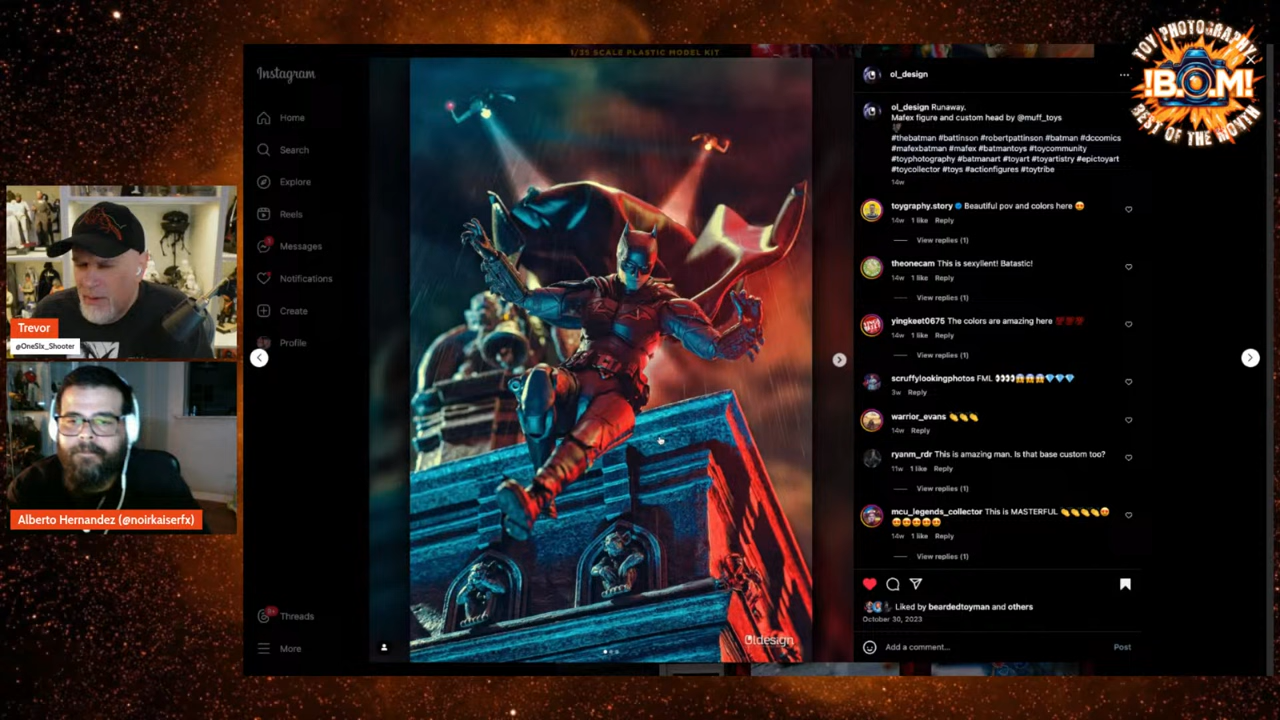 1/35 SCALE PLASTIC MODEL KIT
TOY PHOTOGRAPHY
!B.O.M!
BEST OF THE MONTH
Instagram
Home
Search
Explore
Reels
Messages
Notifications
Create
Profile
Threads
More
Trevor
@OneSIx_Shooter
Alberto Hernandez (@noirkaiserfx)
oldesign
ol_design
ol_design Runaway.
Mafex figure and custom head by @muff_toys
#thebatman #battinson #robertpattinson #batman #dccomics
#mafexbatman #mafex #batmantoys #toycommunity
#toyphotography #batmanart #toyart #toyartistry #epictoyart
#toycollector #toys #actionfigures #toytribe
14w
toygraphy.story Beautiful pov and colors here 😍
14w 1 like Reply
View replies (1)
theonecam This is sexyllent! Batastic!
14w 1 like Reply
View replies (1)
yingkeet0675 The colors are amazing here
14w 1 like Reply
View replies (1)
scruffylookingphotos FML 👀👀😱😱😱💎💎💎
3w Reply
warrior_evans 👏👏👏
14w Reply
ryanm_rdr This is amazing man. Is that base custom too?
11w 1 like Reply
View replies (1)
mcu_legends_collector This is MASTERFUL 👏👏👏👏😍
😍😍😍😍😍
14w 1 like Reply
View replies (1)
Liked by beardedtoyman and others
October 30, 2023
Add a comment... Post